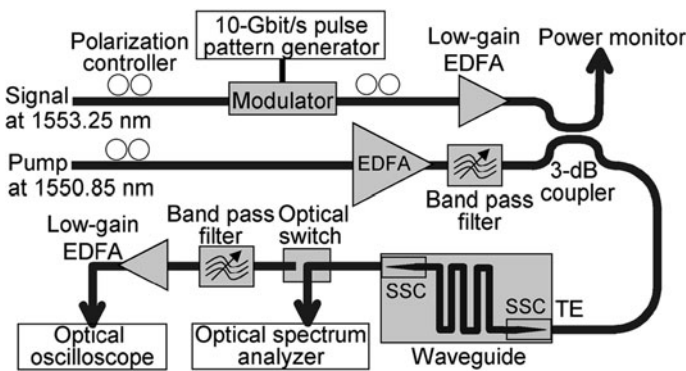 10-Gbit/s pulse
pattern generator
Polarization
controller
Low-gain
EDFA
Power monitor
Signal
at 1553.25 nm
Modulator
Pump
at 1550.85 nm
EDFA
Band pass
filter
3-dB
coupler
Low-gain
EDFA
Band pass
filter
Optical
switch
SSC
SSC
TE
Waveguide
Optical
oscilloscope
Optical spectrum
analyzer